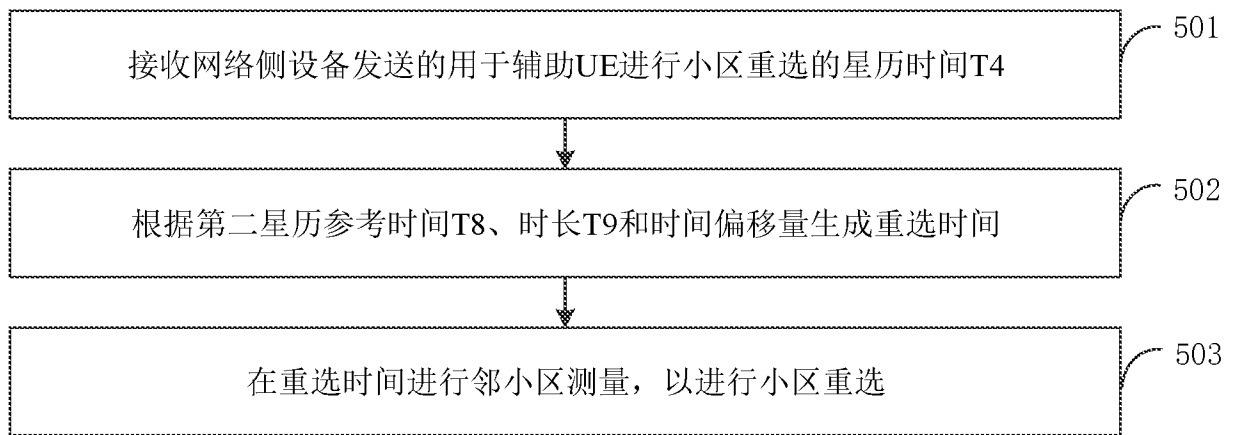 接收网络侧设备发送的用于辅助UE进行小区重选的星历时间T4
501
根据第二星历参考时间T8、时长T9和时间偏移量生成重选时间
502
在重选时间进行邻小区测量，以进行小区重选
503